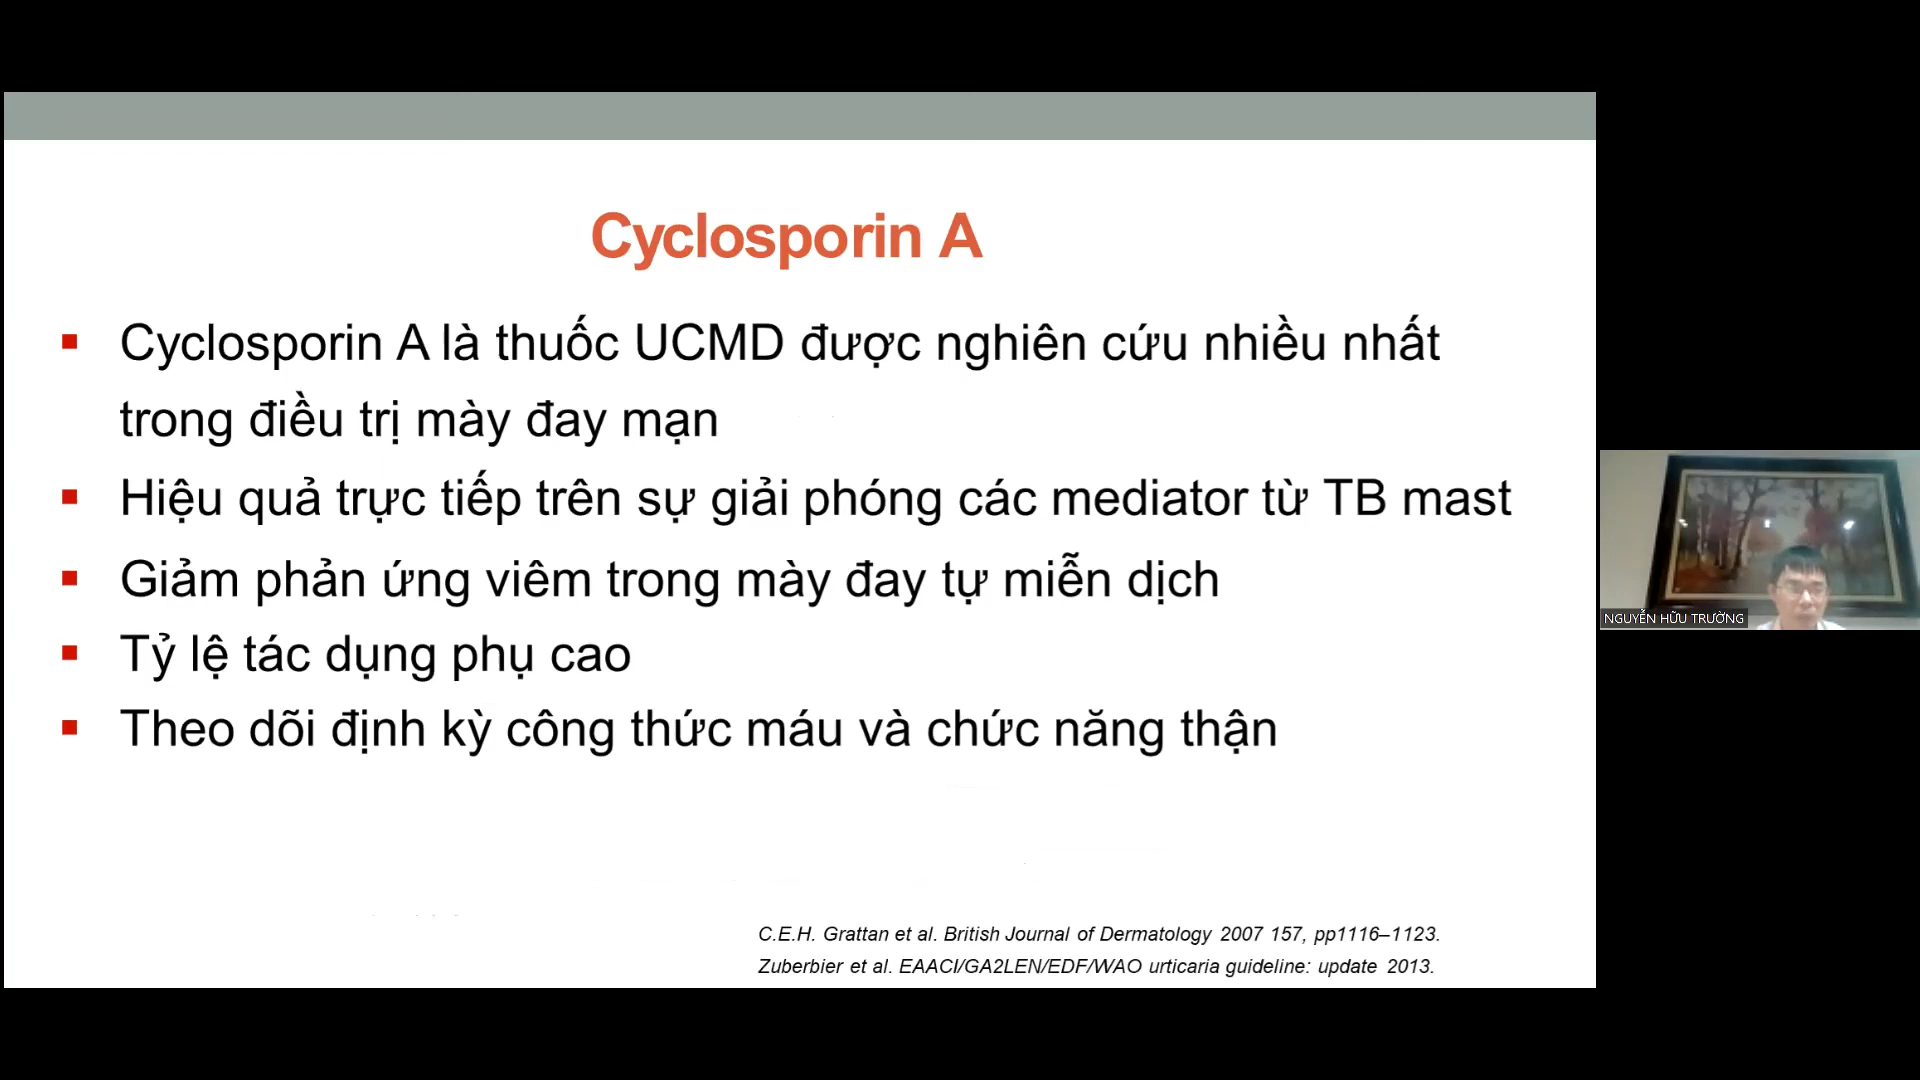 Cyclosporin A
▪ Cyclosporin A là thuốc UCMD được nghiên cứu nhiều nhất
trong điều trị mày đay mạn
▪ Hiệu quả trực tiếp trên sự giải phóng các mediator từ TB mast
▪ Giảm phản ứng viêm trong mày đay tự miễn dịch
▪ Tỷ lệ tác dụng phụ cao
▪ Theo dõi định kỳ công thức máu và chức năng thận
C.E.H. Grattan et al. British Journal of Dermatology 2007 157, pp1116–1123.
Zuberbier et al. EAACI/GA2LEN/EDF/WAO urticaria guideline: update 2013.
NGUYỄN HỮU TRƯỜNG